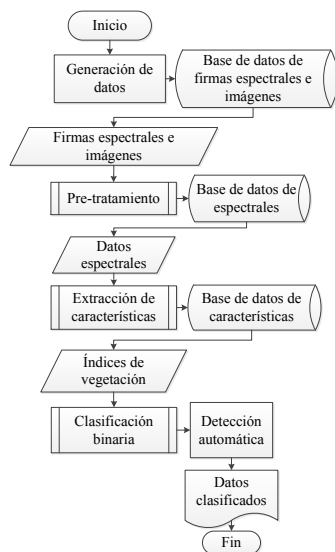 Inicio
Generación de
datos
Base de datos de
firmas espectrales e
imágenes
Firmas espectrales e
imágenes
Pre-tratamiento
Base de datos de
espectrales
Datos
espectrales
Extracción de
características
Base de datos de
características
Índices de
vegetación
Clasificación
binaria
Detección
automática
Datos
clasificados
Fin